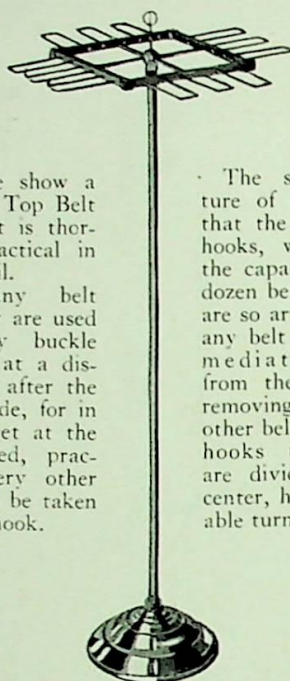 e show a
Top Belt
t is thor-
actical in
l.
ny belt
are used
buckle
at a dis-
after the
de, for in
et at the
ed, prac-
ery other
be taken
hook.
The s
ture of
that the
hooks, w
the capa
dozen be
are so ar
any belt
mediat
from the
removing
other bel
hooks
are divid
center, h
able turn